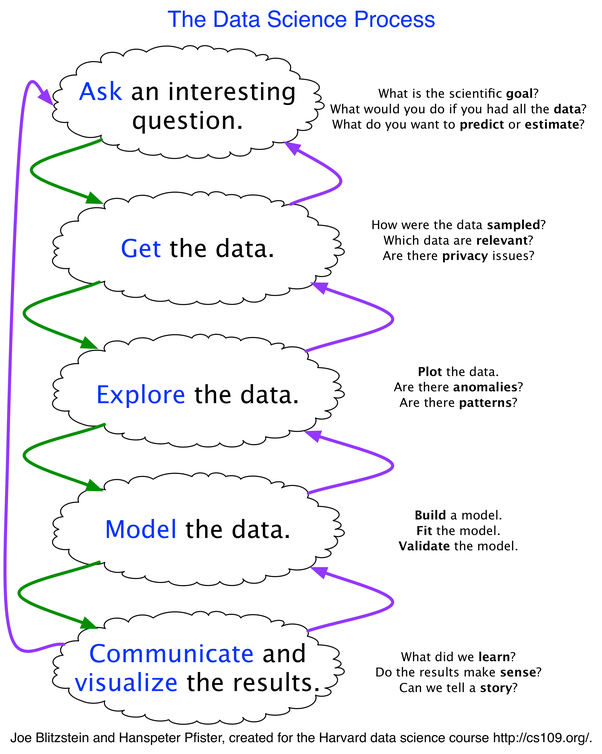 The Data Science Process
Ask an interesting
question.
What is the scientific goal?
What would you do if you had all the data?
What do you want to predict or estimate?
Get the data.
How were the data sampled?
Which data are relevant?
Are there privacy issues?
Explore the data.
Plot the data.
Are there anomalies?
Are there patterns?
Model the data.
Build a model.
Fit the model.
Validate the model.
Communicate and
visualize the results.
What did we learn?
Do the results make sense?
Can we tell a story?
Joe Blitzstein and Hanspeter Pfister, created for the Harvard data science course http://cs109.org/.